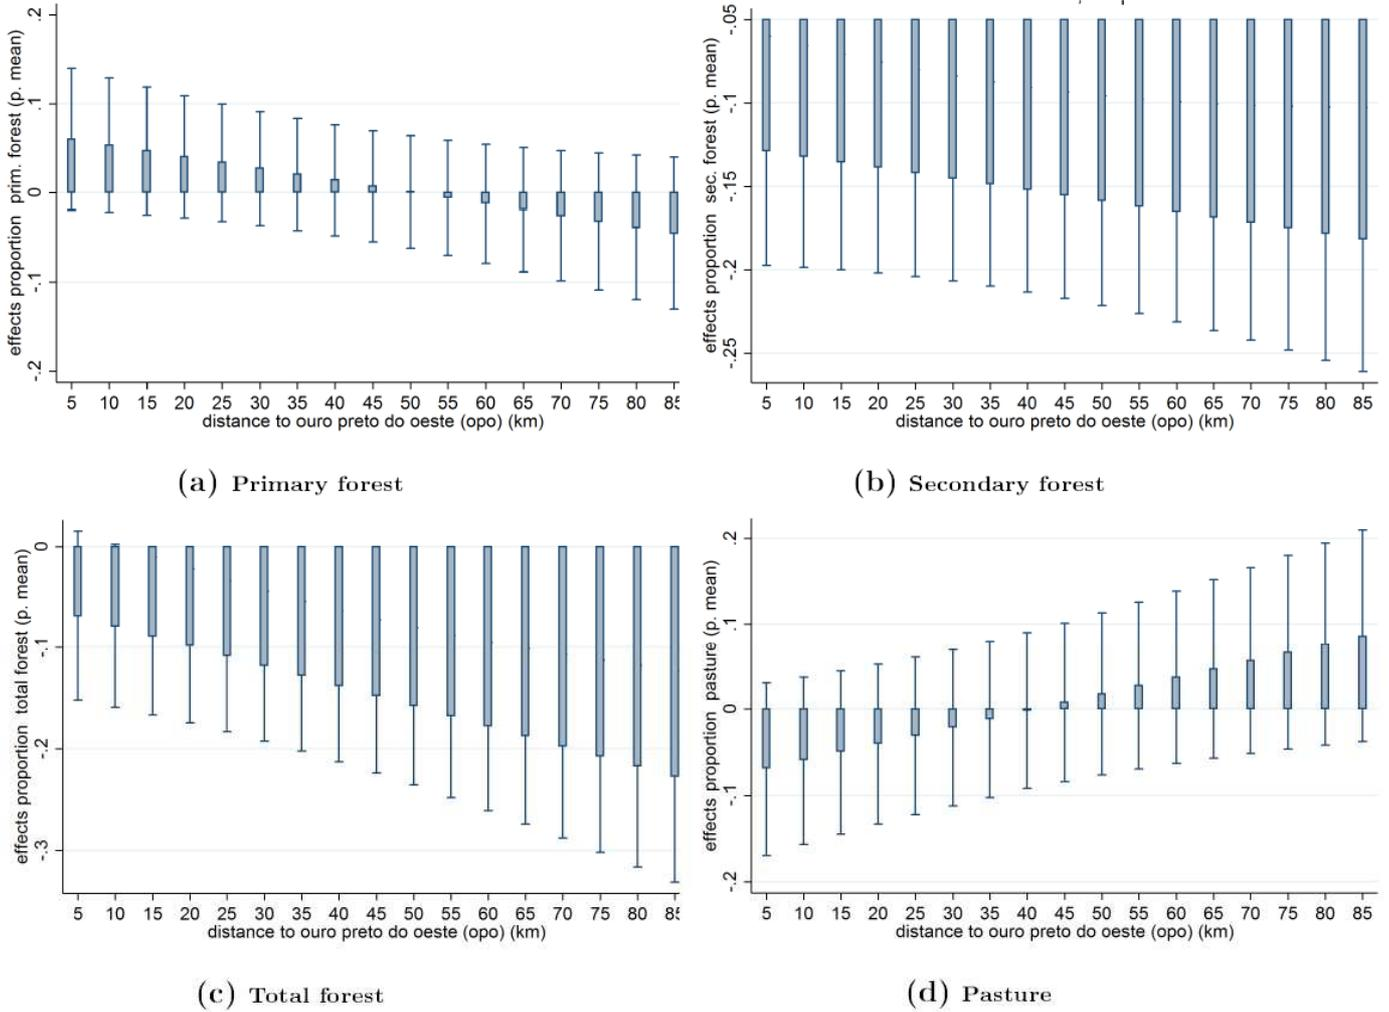 effects proportion prim. forest (p. mean)
.2
.1
0
-.1
-.2
5 10 15 20 25 30 35 40 45 50 55 60 65 70 75 80 85
distance to ouro preto do oeste (opo) (km)
(a) Primary forest
effects proportion sec. forest (p. mean)
-.05
-.1
-.15
-.2
-.25
5 10 15 20 25 30 35 40 45 50 55 60 65 70 75 80 85
distance to ouro preto do oeste (opo) (km)
(b) Secondary forest
effects proportion total forest (p. mean)
0
-.1
-.2
-.3
5 10 15 20 25 30 35 40 45 50 55 60 65 70 75 80 85
distance to ouro preto do oeste (opo) (km)
(c) Total forest
effects proportion pasture (p. mean)
.2
.1
0
-.1
-.2
5 10 15 20 25 30 35 40 45 50 55 60 65 70 75 80 85
distance to ouro preto do oeste (opo) (km)
(d) Pasture